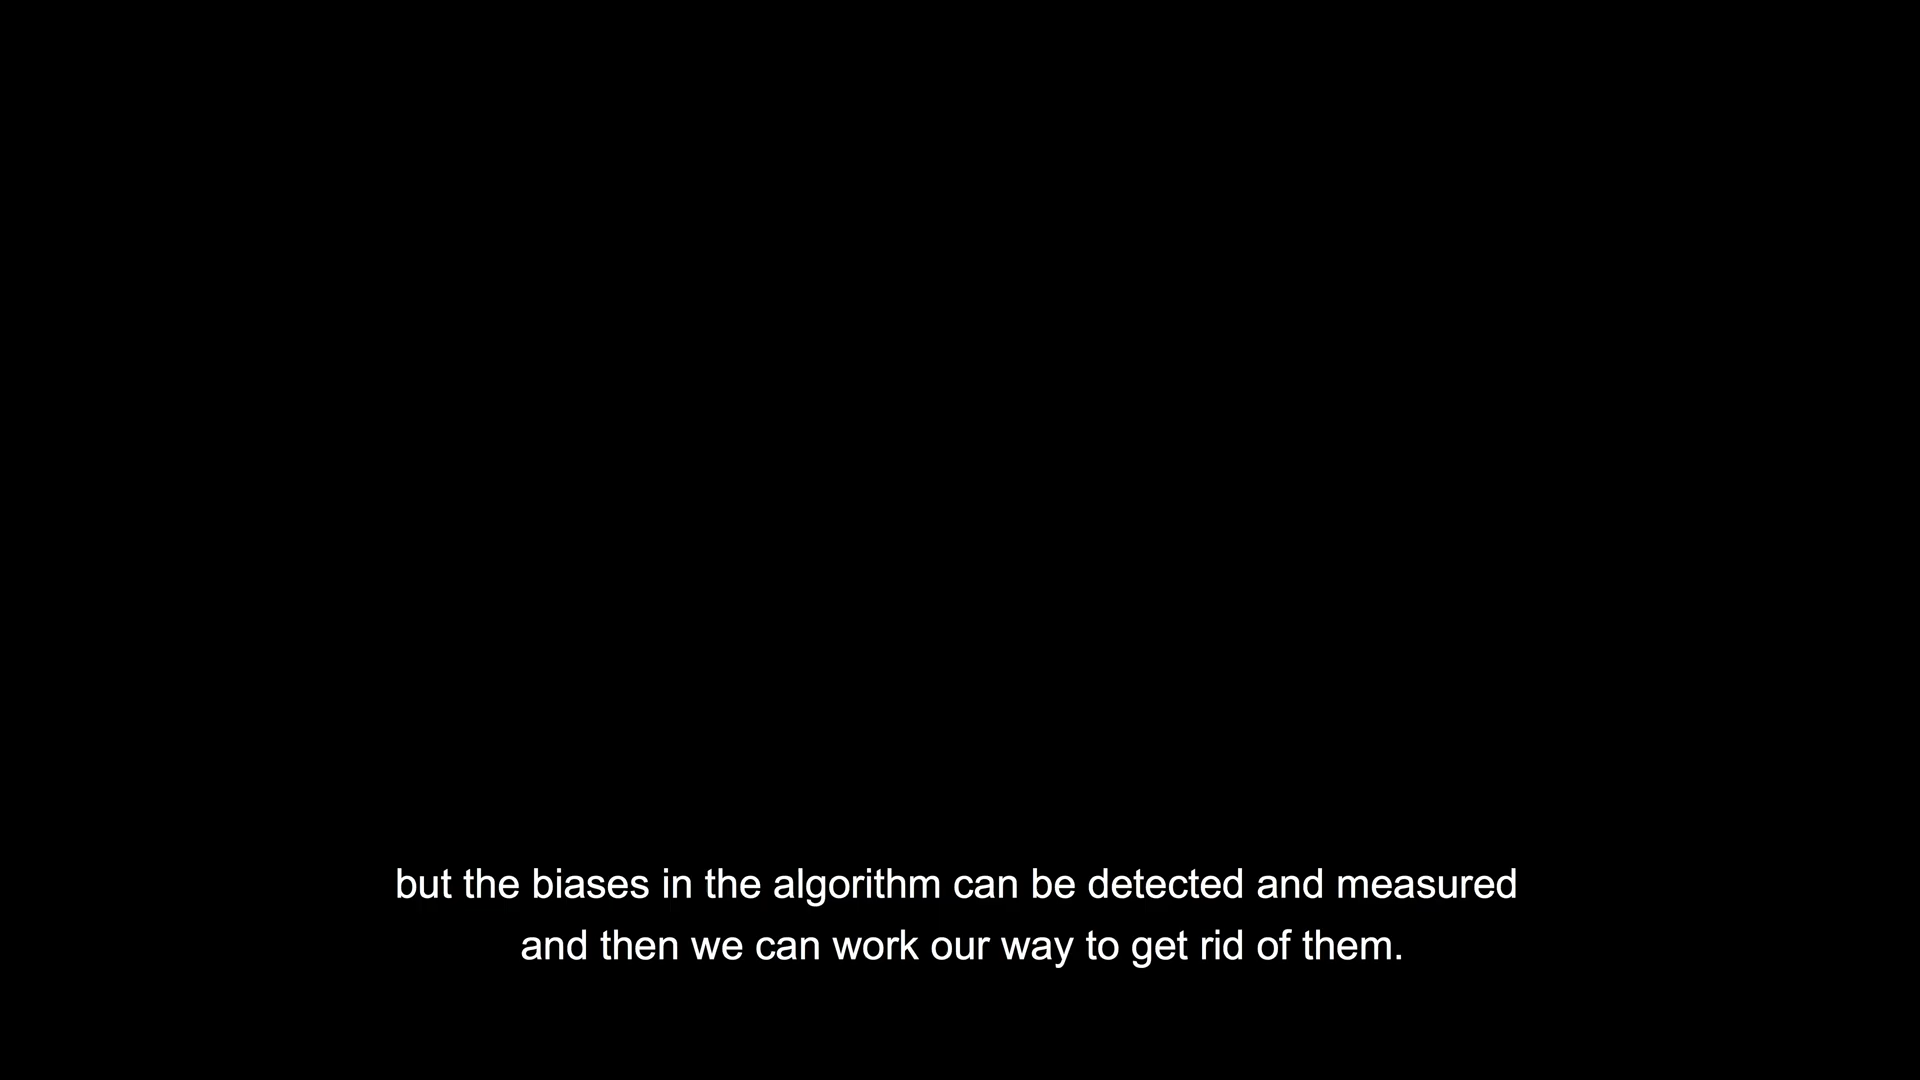 but the biases in the algorithm can be detected and measured
and then we can work our way to get rid of them.